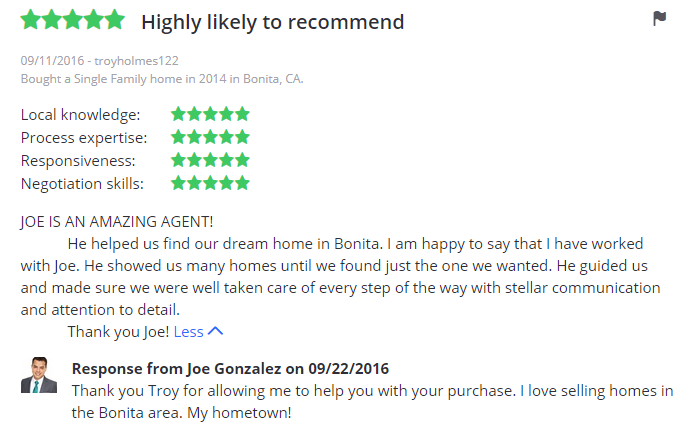 Highly likely to recommend
09/11/2016 - troyholmes122
Bought a Single Family home in 2014 in Bonita, CA.
Local knowledge:
Process expertise:
Responsiveness:
Negotiation skills:
JOE IS AN AMAZING AGENT!
He helped us find our dream home in Bonita. I am happy to say that I have worked
with Joe. He showed us many homes until we found just the one we wanted. He guided us
and made sure we were well taken care of every step of the way with stellar communication
and attention to detail.
Thank you Joe! Less
Response from Joe Gonzalez on 09/22/2016
Thank you Troy for allowing me to help you with your purchase. I love selling homes in
the Bonita area. My hometown!